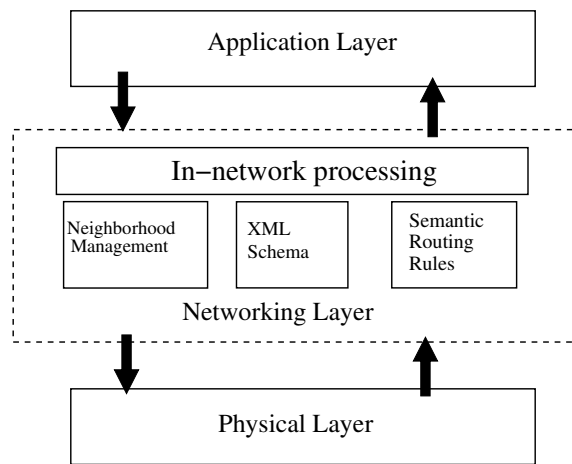 Application Layer
In−network processing
Neighborhood
Management
XML
Schema
Semantic
Routing
Rules
Networking Layer
Physical Layer